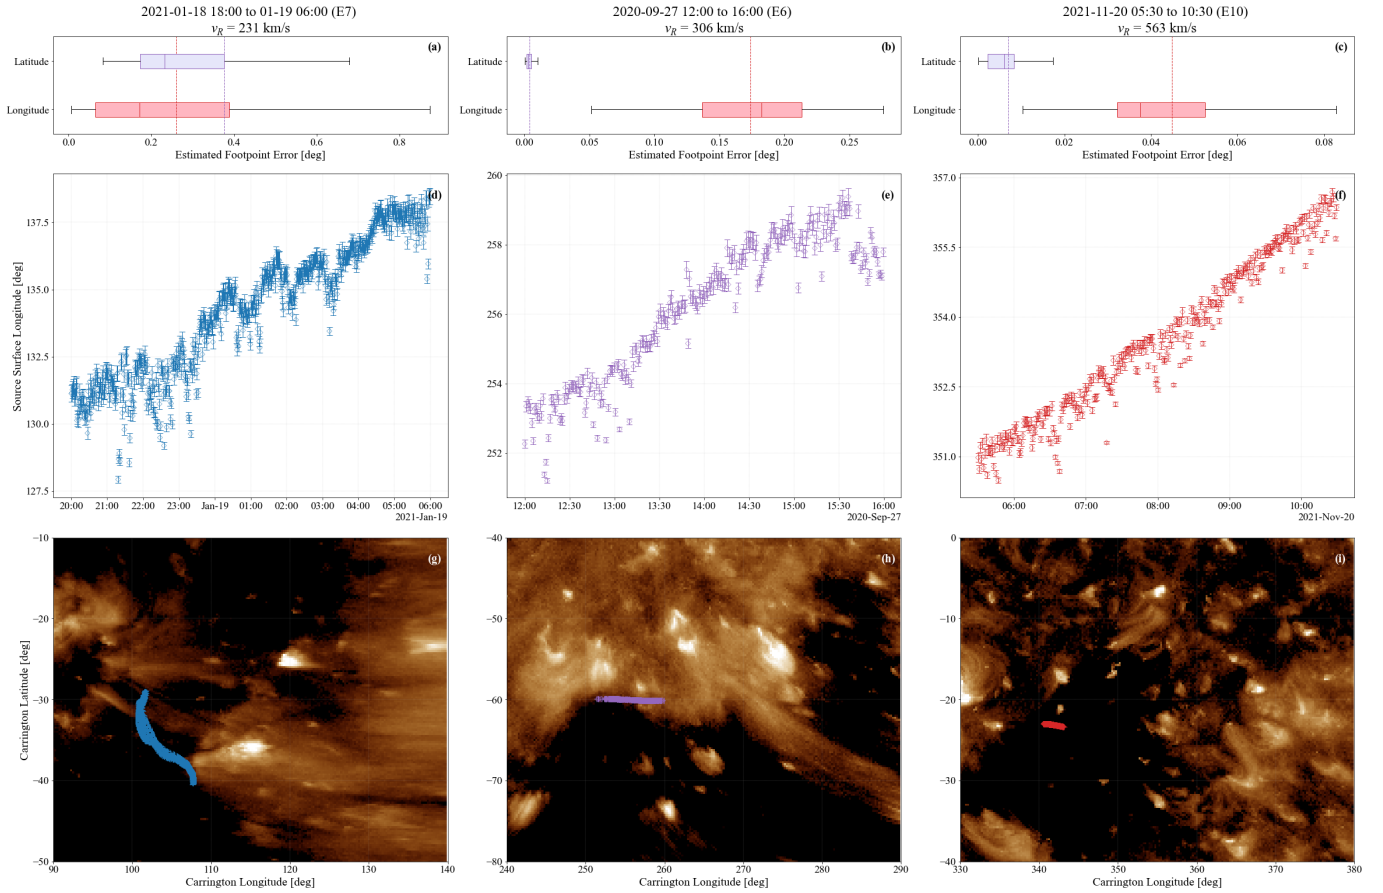 2021-01-18 18:00 to 01-19 06:00 (E7)
v_R = 231 km/s
2020-09-27 12:00 to 16:00 (E6)
v_R = 306 km/s
2021-11-20 05:30 to 10:30 (E10)
v_R = 563 km/s
(a)
Latitude
Longitude
0.0 0.2 0.4 0.6 0.8
Estimated Footpoint Error [deg]
(b)
Latitude
Longitude
0.00 0.05 0.10 0.15 0.20 0.25
Estimated Footpoint Error [deg]
(c)
Latitude
Longitude
0.00 0.02 0.04 0.06 0.08
Estimated Footpoint Error [deg]
(d)
Source Surface Longitude [deg]
137.5
135.0
132.5
130.0
127.5
20:00 21:00 22:00 23:00 Jan-19 01:00 02:00 03:00 04:00 05:00 06:00
2021-Jan-19
(e)
260
258
256
254
252
12:00 12:30 13:00 13:30 14:00 14:30 15:00 15:30 16:00
2020-Sep-27
(f)
357.0
355.5
354.0
352.5
351.0
06:00 07:00 08:00 09:00 10:00
2021-Nov-20
(g)
Carrington Latitude [deg]
−10
−20
−30
−40
−50
90 100 110 120 130 140
Carrington Longitude [deg]
(h)
−40
−50
−60
−70
−80
240 250 260 270 280 290
Carrington Longitude [deg]
(i)
0
−10
−20
−30
−40
330 340 350 360 370 380
Carrington Longitude [deg]